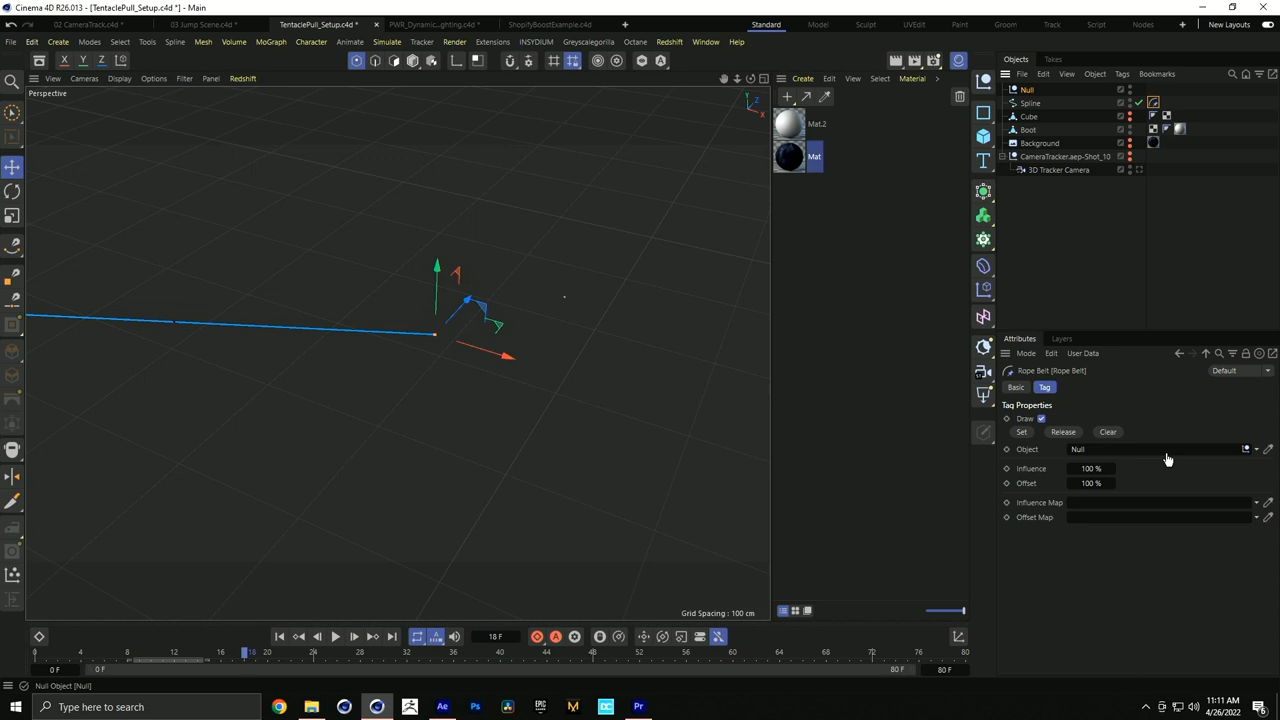 Cinema 4D R26.013 - [TentaclePull_Setup.c4d *] - Main
02 CameraTrack.c4d *
03 Jump Scene.c4d *
TentaclePull_Setup.c4d *
PWR_Dynamic...ghting.c4d *
ShopifyBoostExample.c4d
Standard
Model
Sculpt
UVEdit
Paint
Groom
Track
Script
Nodes
New Layouts
File
Edit
Create
Modes
Select
Tools
Spline
Mesh
Volume
MoGraph
Character
Animate
Simulate
Tracker
Render
Extensions
INSYDIUM
Greyscalegorilla
Octane
Redshift
Window
Help
X
Y
Z
Objects
Takes
View
Cameras
Display
Options
Filter
Panel
Redshift
Create
Edit
View
Select
Material
File
Edit
View
Object
Tags
Bookmarks
Perspective
Y
Z
X
Null
Spline
Mat.2
Cube
Boot
Background
Mat
CameraTracker.aep-Shot_10
3D Tracker Camera
Attributes
Layers
Mode
Edit
User Data
Rope Belt [Rope Belt]
Default
Basic
Tag
Tag Properties
Draw
Set
Release
Clear
Object
Null
Influence
100 %
Offset
100 %
Influence Map
Offset Map
Grid Spacing : 100 cm
18 F
0
4
8
12
16
18
20
24
28
32
36
40
44
48
52
56
60
64
68
72
76
80
0 F
0 F
80 F
80 F
Null Object [Null]
Type here to search
11:11 AM
4/26/2022